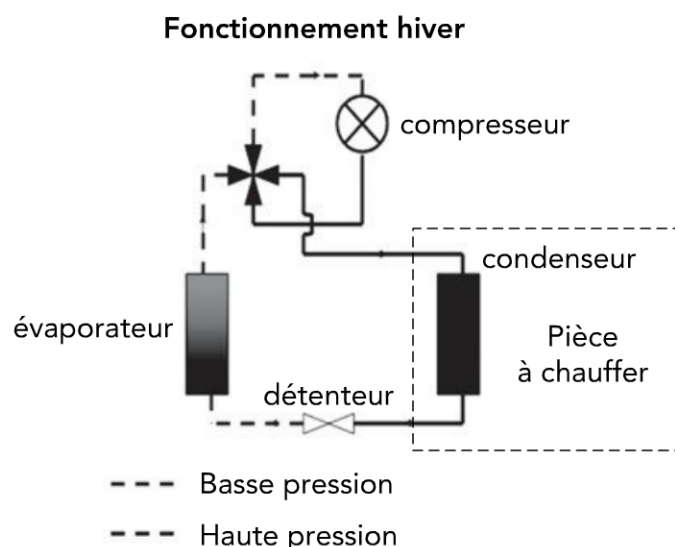 Fonctionnement hiver
compresseur
condenseur
évaporateur
Pièce
à chauffer
détenteur
Basse pression
Haute pression